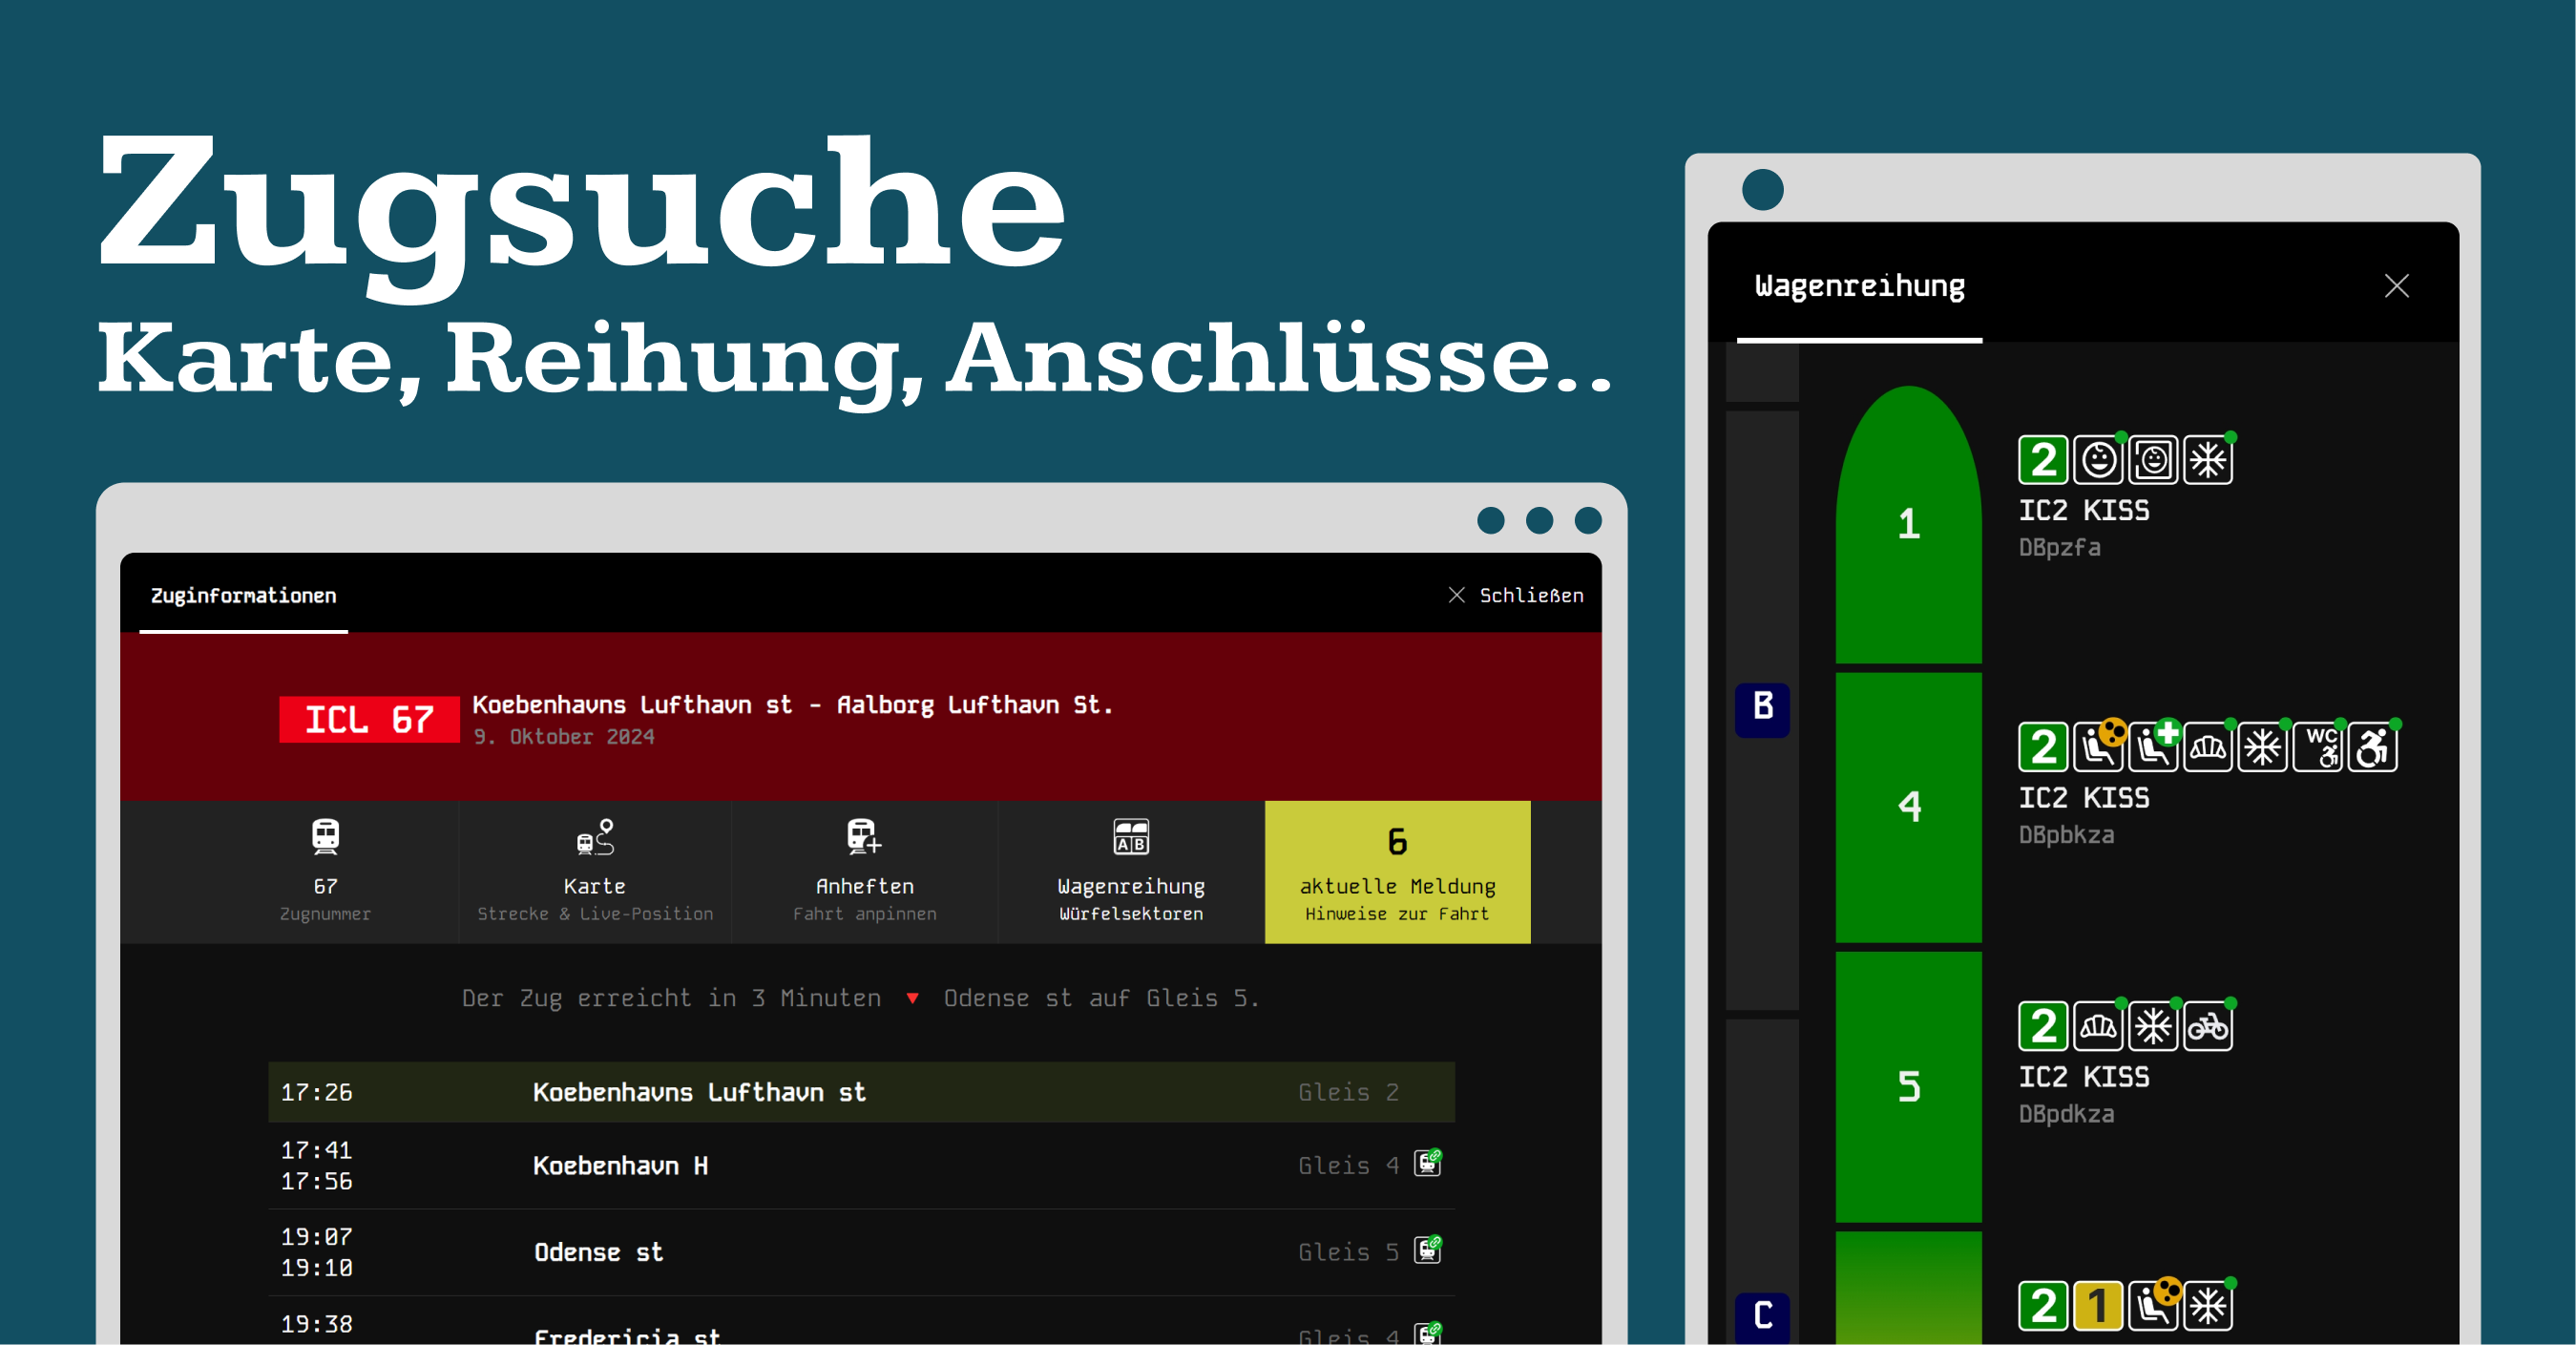 Zugsuche
Karte, Reihung, Anschlüsse..
Zuginformationen
Schließen
ICL 67
Koebenhavns Lufthavn st - Aalborg Lufthavn St.
9. Oktober 2024
67
Zugnummer
Karte
Strecke & Live-Position
Anheften
Fahrt anpinnen
A B
Wagenreihung
Würfelsektoren
6
aktuelle Meldung
Hinweise zur Fahrt
Der Zug erreicht in 3 Minuten ▼ Odense st auf Gleis 5.
17:26 Koebenhavns Lufthavn st Gleis 2
17:41
17:56
Koebenhavn H Gleis 4
19:07
19:10
Odense st Gleis 5
19:38
Fredericia st Gleis 4
Wagenreihung
B
C
1
2
IC2 KISS
DBpzfa
4
2 WC
IC2 KISS
DBpbkza
5
2
IC2 KISS
DBpdkza
2 1